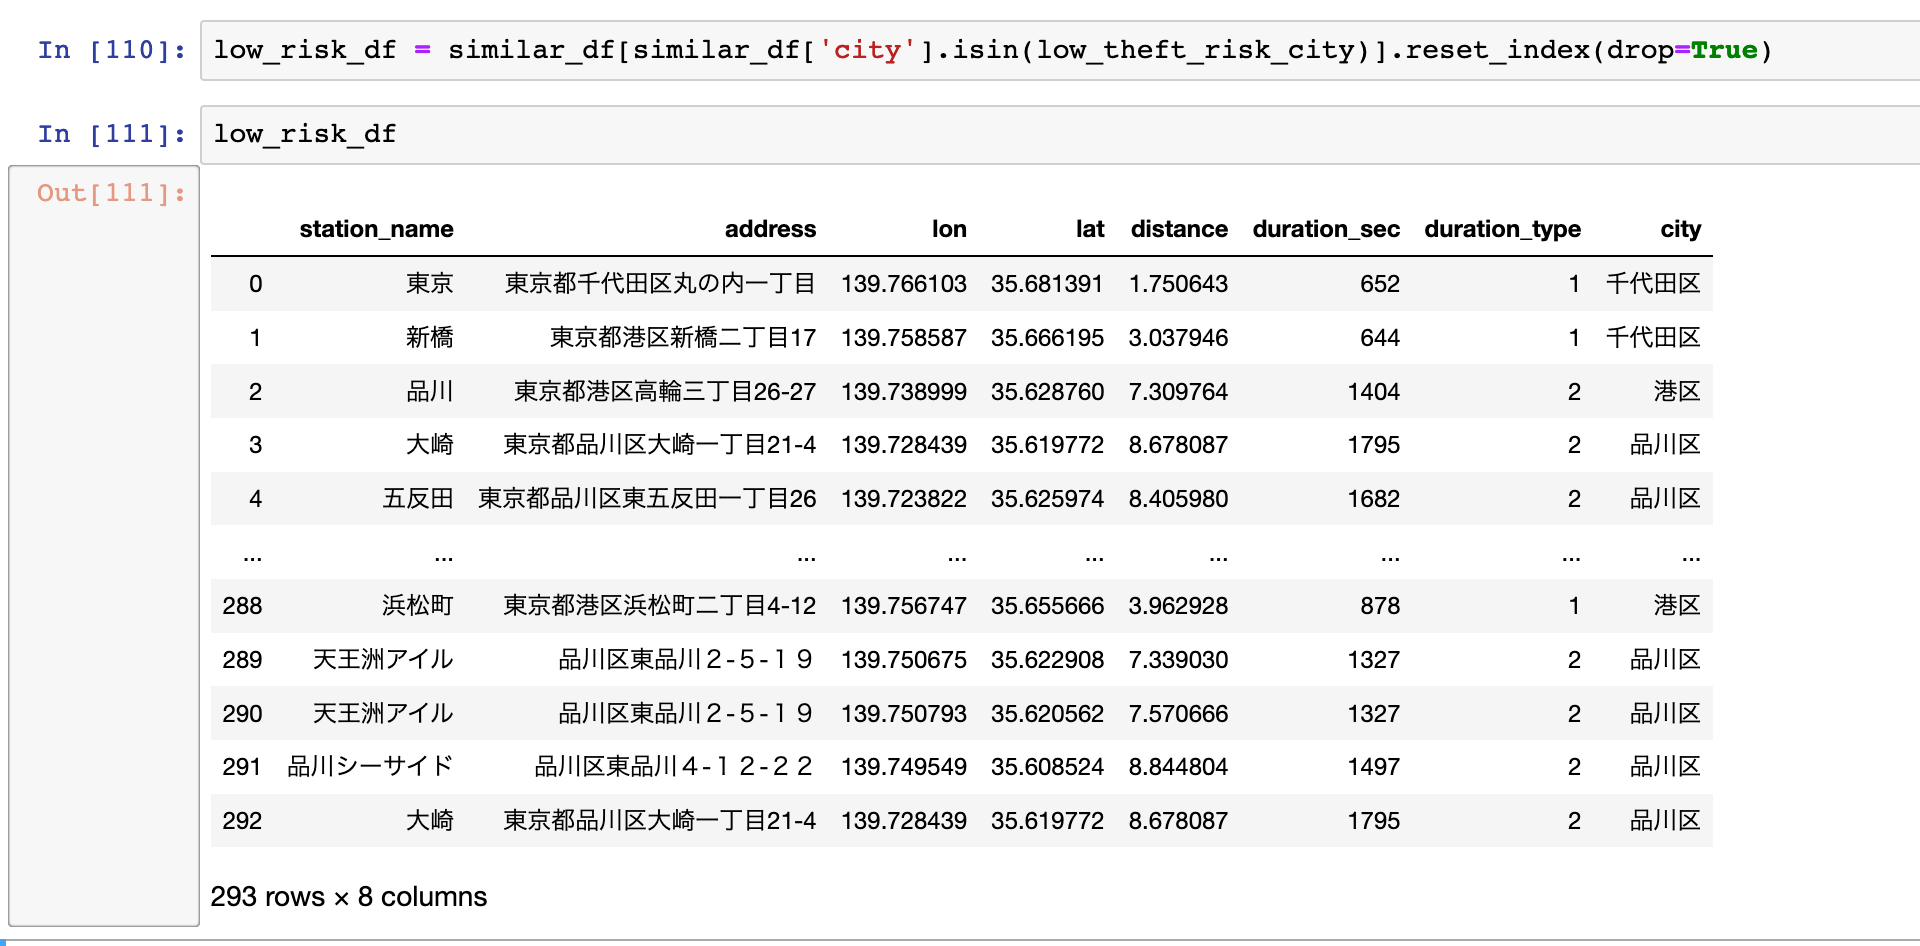 In [110]: low_risk_df = similar_df[similar_df['city'].isin(low_theft_risk_city)].reset_index(drop=True)
In [111]: low_risk_df
Out[111]:
station_name address lon lat distance duration_sec duration_type city
0 東京 東京都千代田区丸の内一丁目 139.766103 35.681391 1.750643 652 1 千代田区
1 新橋 東京都港区新橋二丁目17 139.758587 35.666195 3.037946 644 1 千代田区
2 品川 東京都港区高輪三丁目26-27 139.738999 35.628760 7.309764 1404 2 港区
3 大崎 東京都品川区大崎一丁目21-4 139.728439 35.619772 8.678087 1795 2 品川区
4 五反田 東京都品川区東五反田一丁目26 139.723822 35.625974 8.405980 1682 2 品川区
... ... ... ... ... ... ... ... ...
288 浜松町 東京都港区浜松町二丁目4-12 139.756747 35.655666 3.962928 878 1 港区
289 天王洲アイル 品川区東品川２-５-１９ 139.750675 35.622908 7.339030 1327 2 品川区
290 天王洲アイル 品川区東品川２-５-１９ 139.750793 35.620562 7.570666 1327 2 品川区
291 品川シーサイド 品川区東品川４-１２-２２ 139.749549 35.608524 8.844804 1497 2 品川区
292 大崎 東京都品川区大崎一丁目21-4 139.728439 35.619772 8.678087 1795 2 品川区
293 rows × 8 columns